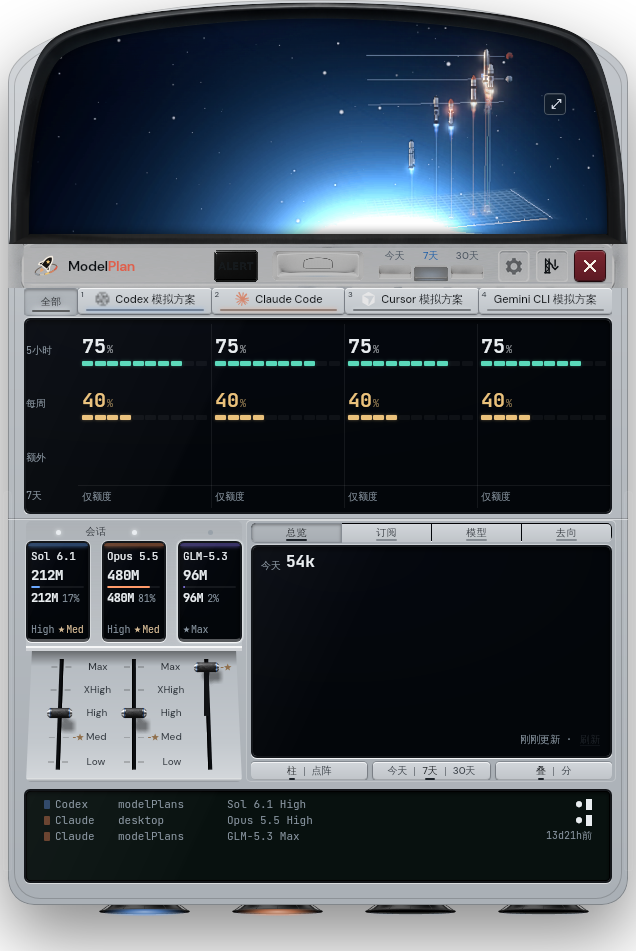 ModelPlan
ALERT
今天 7天 30天
全部
1 Codex 模拟方案
2 Claude Code
3 Cursor 模拟方案
4 Gemini CLI 模拟方案
5小时 75% 75% 75% 75%
每周 40% 40% 40% 40%
额外
7天 仅额度 仅额度 仅额度 仅额度
会话
Sol 6.1
212M
212M 17%
High ★Med
Opus 5.5
480M
480M 81%
High ★Med
GLM-5.3
96M
96M 2%
★Max
Max Max
XHigh XHigh
High High
★Med ★Med
Low Low
总览 订阅 模型 去向
今天 54k
刚刚更新 · 刷新
柱 | 点阵
今天 | 7天 | 30天
叠 | 分
Codex modelPlans Sol 6.1 High
Claude desktop Opus 5.5 High
Claude modelPlans GLM-5.3 Max 13d21h前